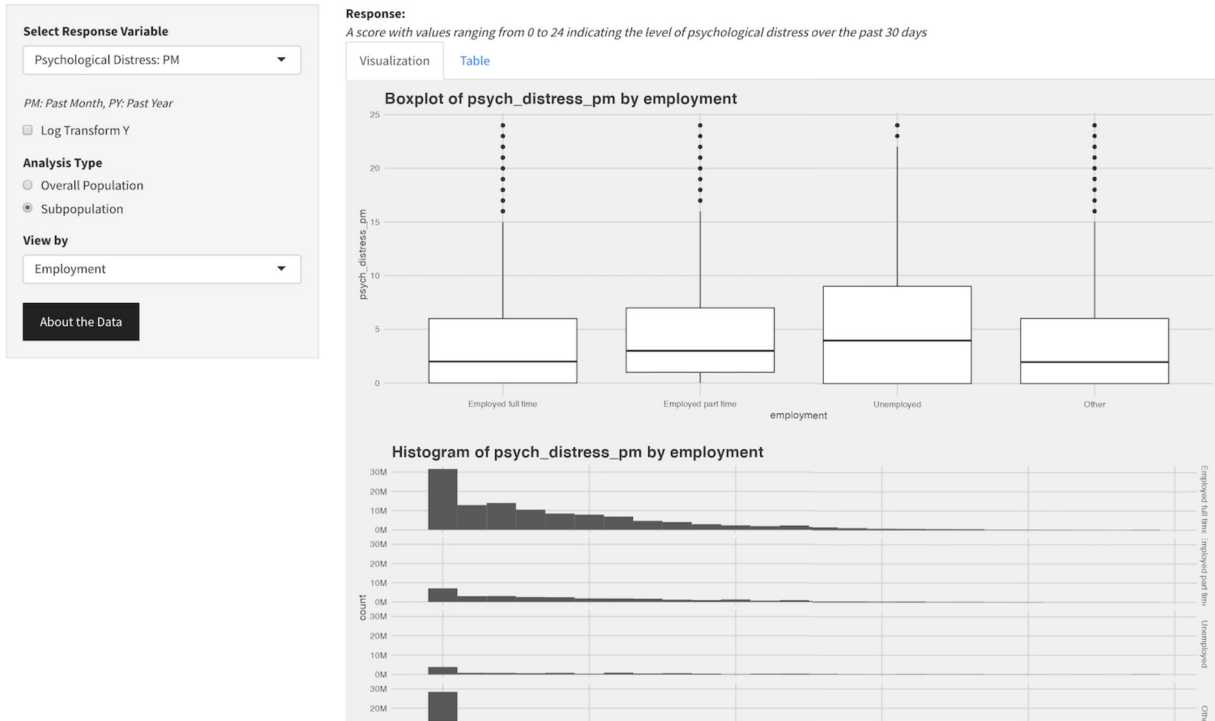 Select Response Variable
Psychological Distress: PM
PM: Past Month, PY: Past Year
Log Transform Y
Analysis Type
Overall Population
Subpopulation
View by
Employment
About the Data
Response:
A score with values ranging from 0 to 24 indicating the level of psychological distress over the past 30 days
Visualization
Table
Boxplot of psych_distress_pm by employment
25
20
15
10
5
0
psych_distress_pm
Employed full time
Employed part time
Unemployed
Other
employment
Histogram of psych_distress_pm by employment
30M
20M
10M
0M
Employed full time
30M
20M
10M
0M
Employed part time
count
30M
20M
10M
0M
Unemployed
30M
20M